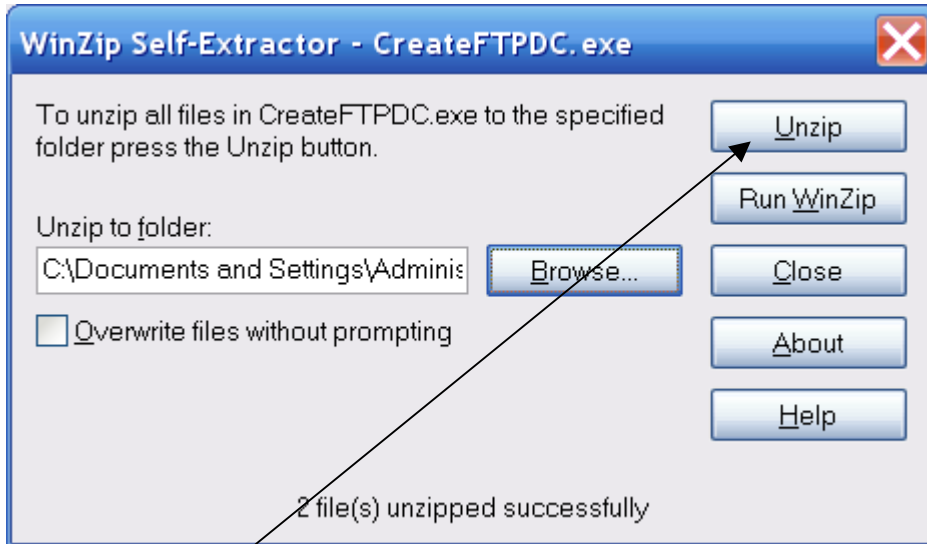 WinZip Self-Extractor - CreateFTPDC.exe
To unzip all files in CreateFTPDC.exe to the specified
folder press the Unzip button.
Unzip
Run WinZip
Unzip to folder:
C:\Documents and Settings\Adminis
Browse...
Close
Overwrite files without prompting
About
Help
2 file(s) unzipped successfully